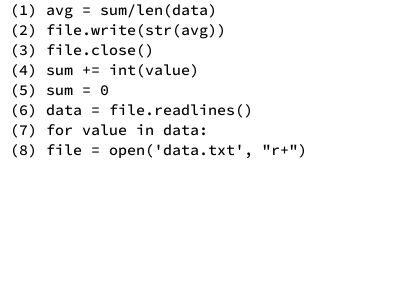 (1) avg = sum/len(data)
(2) file.write(str(avg))
(3) file.close()
(4) sum += int(value)
(5) sum = 0
(6) data = file.readlines()
(7) for value in data:
(8) file = open('data.txt', "r+")